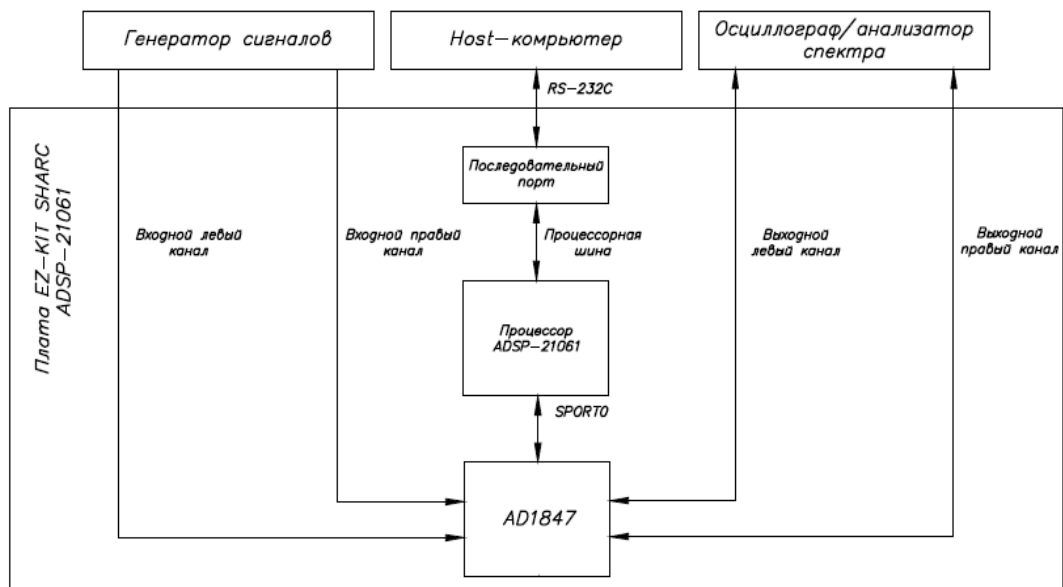 Генератор сигналов
Host-компьютер
Осциллограф/анализатор
спектра
RS-232C
Плата EZ-KIT SHARC
ADSP-21061
Последовательный
порт
Входной левый
канал
Входной правый
канал
Процессорная
шина
Выходной
левый канал
Выходной
правый канал
Процессор
ADSP-21061
SPORT0
AD1847